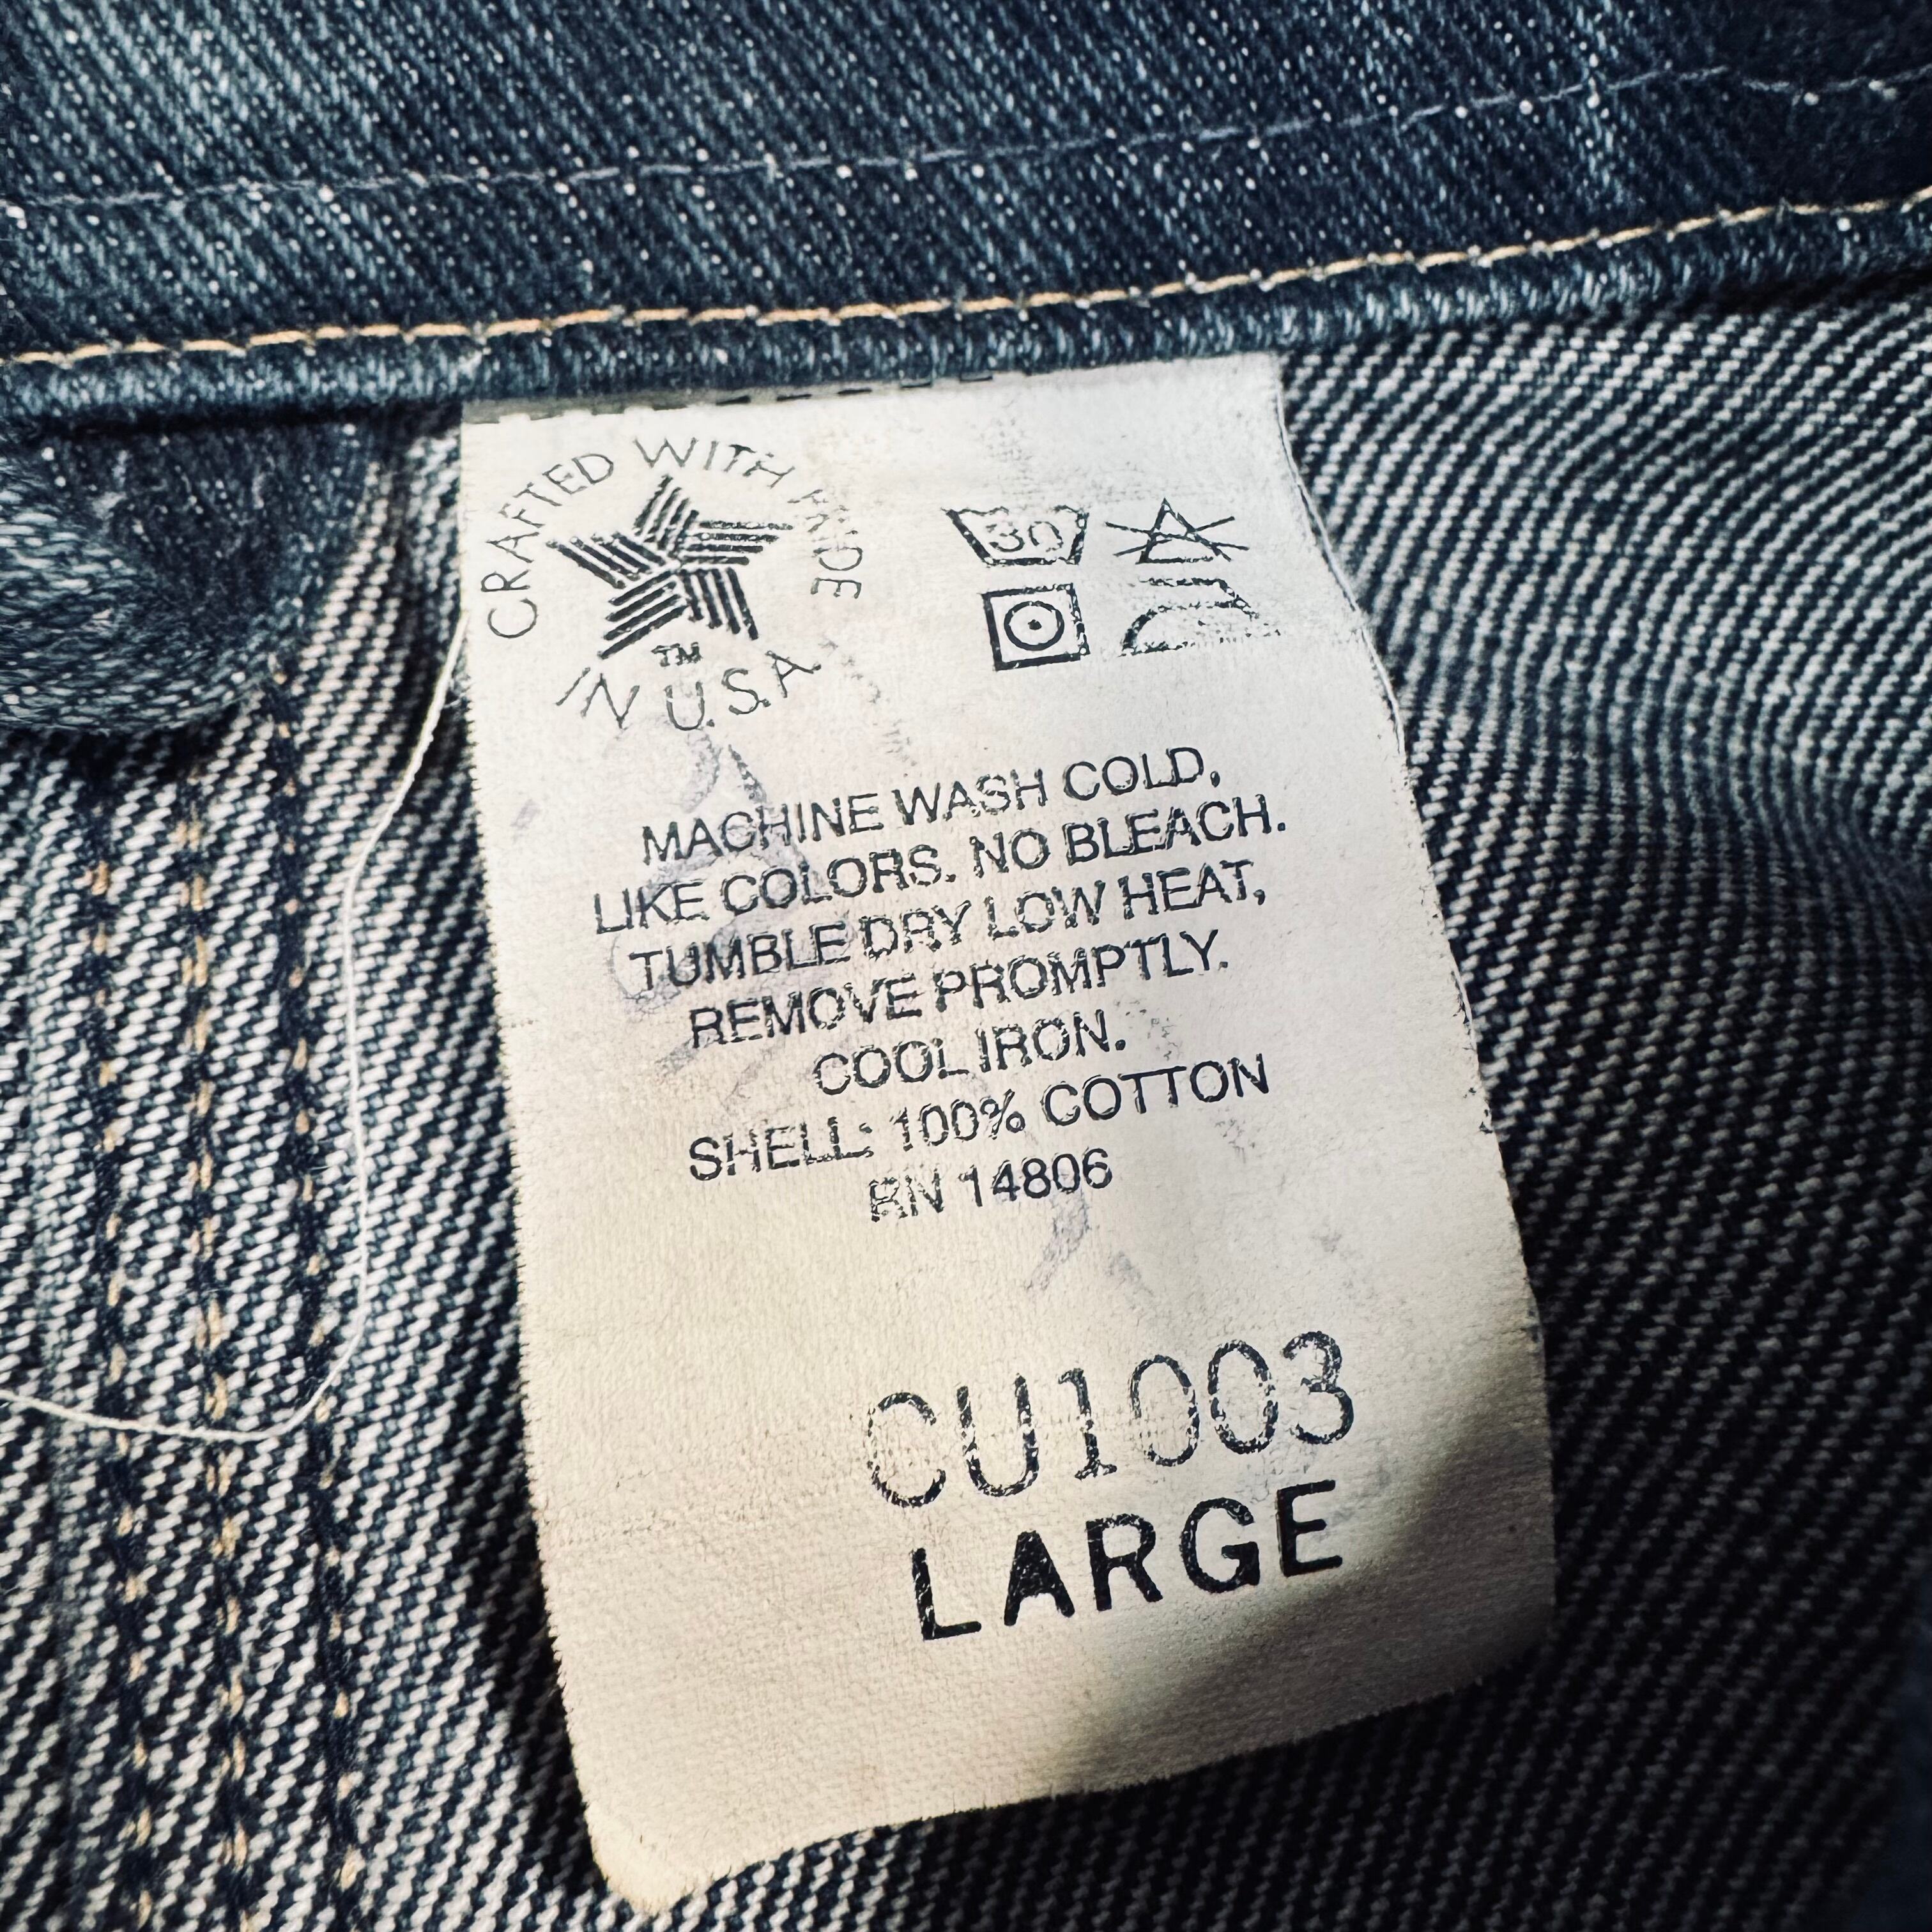 CRAFTED WITH PRIDE
TM
IN U.S.A
30
MACHINE WASH COLD,
LIKE COLORS. NO BLEACH.
TUMBLE DRY LOW HEAT,
REMOVE PROMPTLY.
COOL IRON.
SHELL: 100% COTTON
RN 14806
CU1003
LARGE